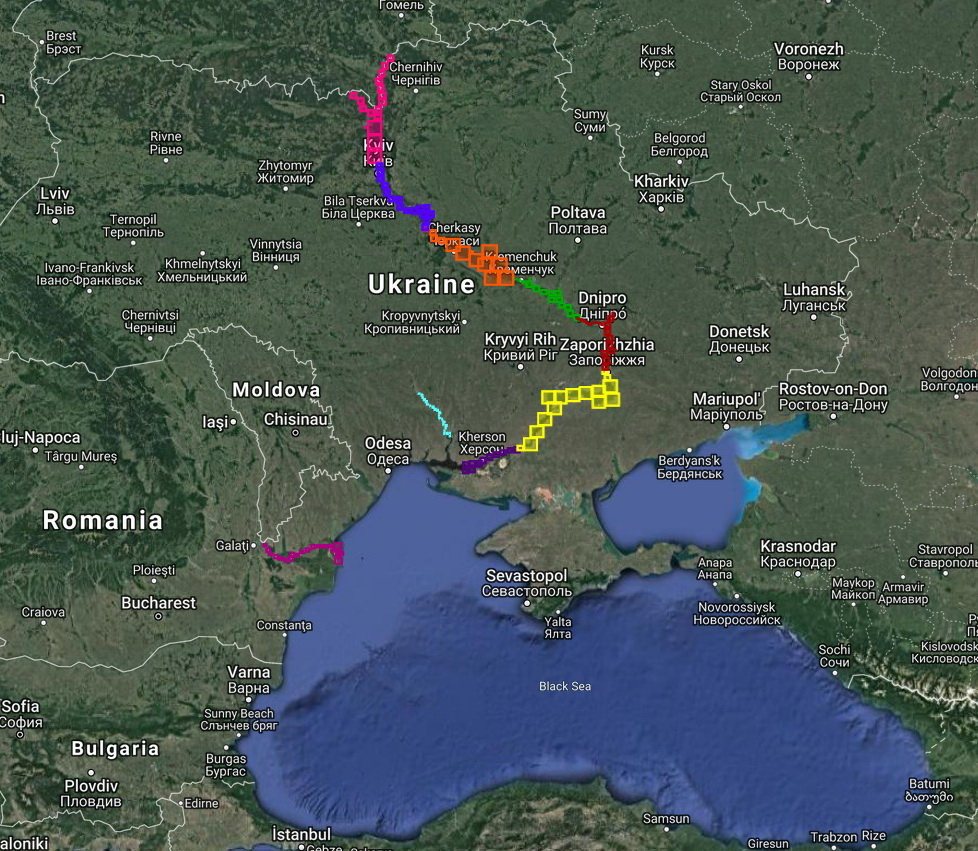 Гомель
Brest
Брэст
Kursk
Курск
Voronezh
Воронеж
Chernihiv
Чернігів
Stary Oskol
Старый Оскол
Sumy
Суми
Belgorod
Белгород
Rivne
Рівне
Kyiv
Київ
Zhytomyr
Житомир
Kharkiv
Харків
Lviv
Львів
Bila Tserkva
Біла Церква
Ternopil
Тернопіль
Poltava
Полтава
Cherkasy
Черкаси
Vinnytsia
Вінниця
Kremenchuk
Кременчук
Khmelnytskyi
Хмельницький
Ivano-Frankivsk
Івано-Франківськ
Ukraine
Luhansk
Луганськ
Dnipro
Дніпро
Chernivtsi
Чернівці
Kropyvnytskyi
Кропивницький
Donetsk
Донецьк
Kryvyi Rih
Кривий Ріг
Zaporizhzhia
Запоріжжя
Volgodon
Волгодон
Moldova
Rostov-on-Don
Ростов-на-Дону
Mariupol'
Маріуполь
Iași
Chisinau
Cluj-Napoca
Târgu Mureș
Odesa
Одеса
Kherson
Херсон
Berdyans'k
Бердянськ
Romania
Galați
Krasnodar
Краснодар
Stavropol
Ставропол
Anapa
Анапа
Ploiești
Sevastopol
Севастополь
Maykop
Майкоп
Armavir
Армавир
Bucharest
Craiova
Novorossiysk
Новороссийск
Constanța
Yalta
Ялта
Kislovodsk
Кисловодск
Sochi
Сочи
Varna
Варна
Black Sea
Sofia
София
Sunny Beach
Слънчев бряг
Bulgaria
Burgas
Бургас
Plovdiv
Пловдив
Batumi
ბათუმი
Edirne
Samsun
İstanbul
Trabzon
Rize
Giresun
Gebze